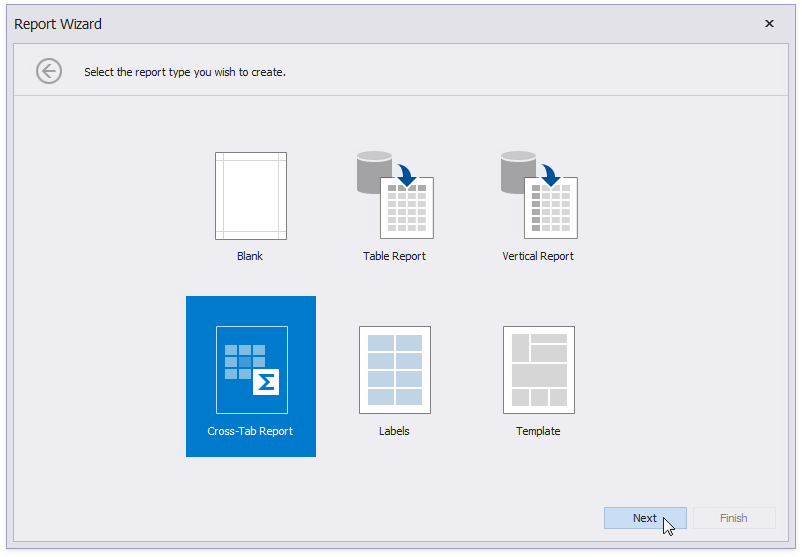 Report Wizard
Select the report type you wish to create.
Blank
Table Report
Vertical Report
Cross-Tab Report
Labels
Template
Next
Finish